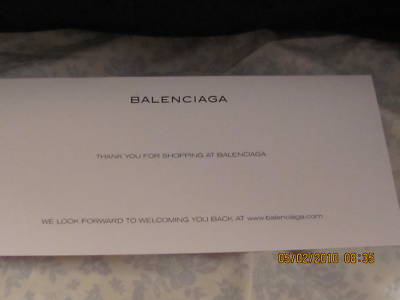 BALENCIAGA
THANK YOU FOR SHOPPING AT BALENCIAGA
WE LOOK FORWARD TO WELCOMING YOU BACK AT www.balenciaga.com
05/02/2010 08:35